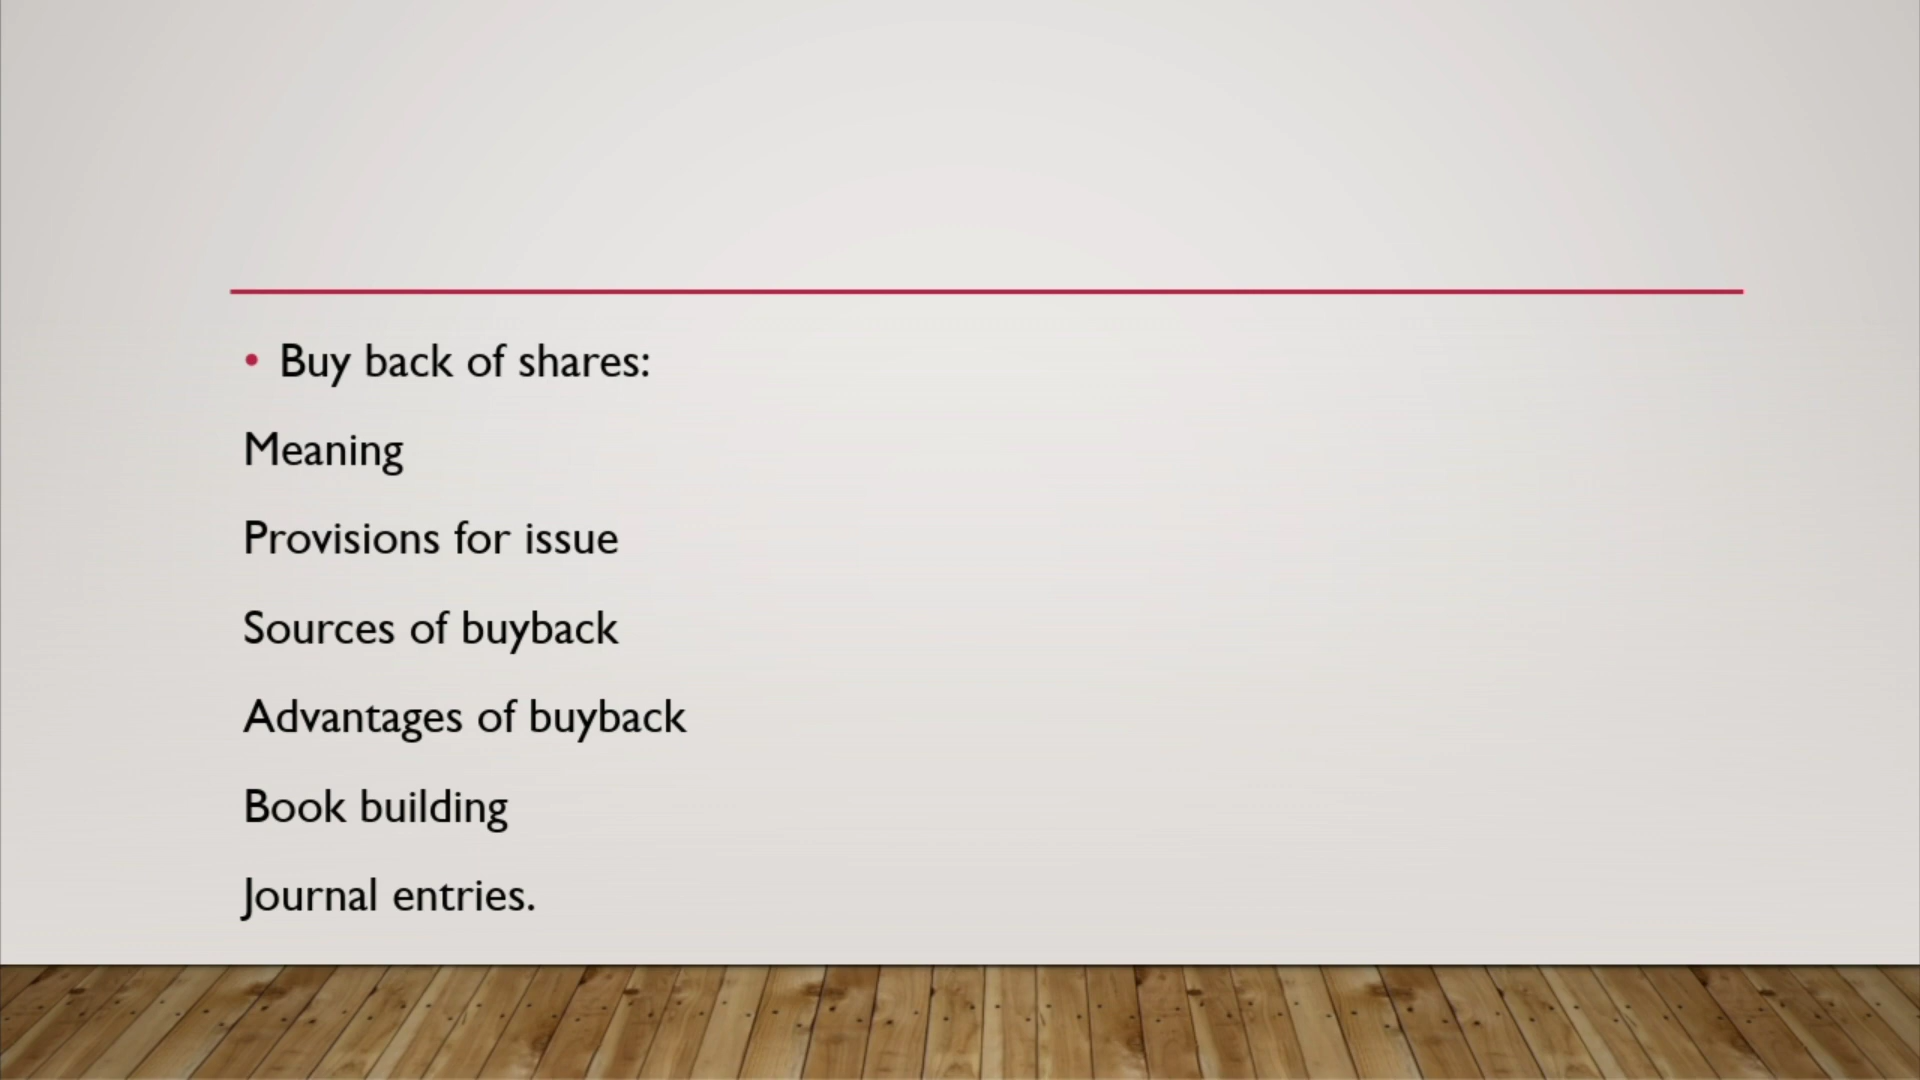 • Buy back of shares:
Meaning
Provisions for issue
Sources of buyback
Advantages of buyback
Book building
Journal entries.